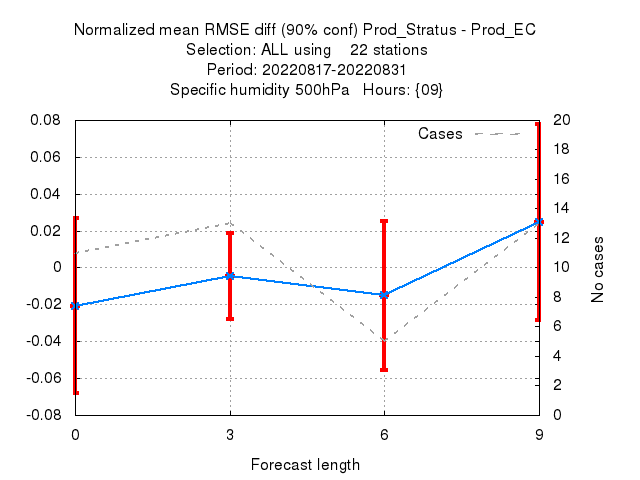 Normalized mean RMSE diff (90% conf) Prod_Stratus - Prod_EC
Selection: ALL using    22 stations
Period: 20220817-20220831
Specific humidity 500hPa   Hours: {09}
Cases
0.08
0.06
0.04
0.02
0
-0.02
-0.04
-0.06
-0.08
20
18
16
14
12
10
8
6
4
2
0
No cases
0 3 6 9
Forecast length